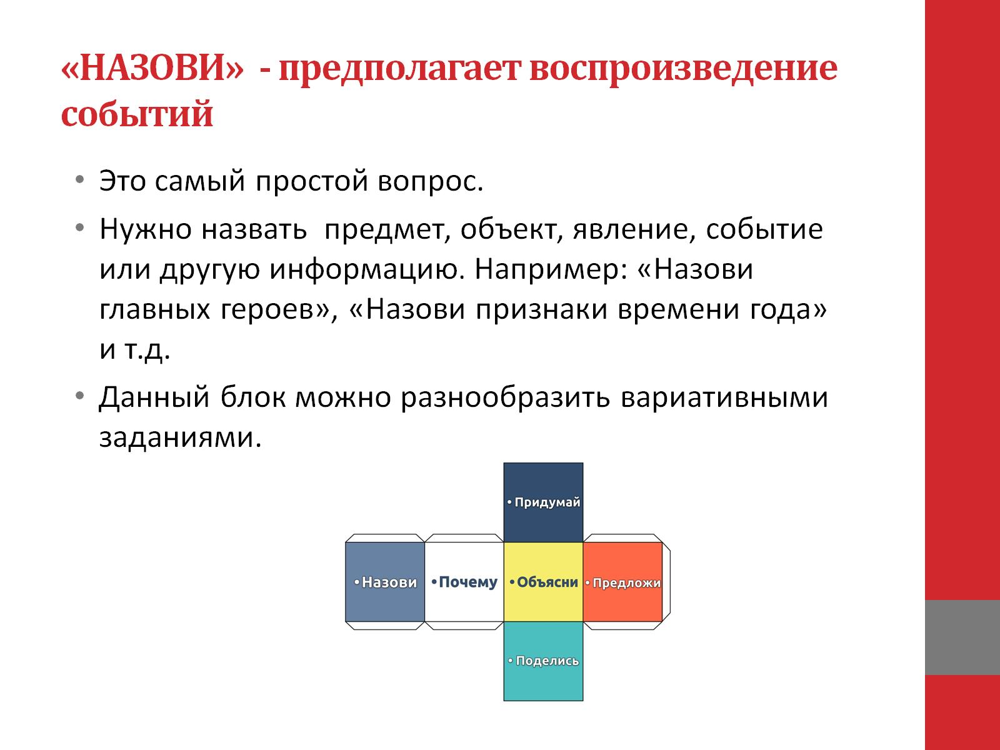 «НАЗОВИ»  - предполагает воспроизведение
событий
• Это самый простой вопрос.
• Нужно назвать  предмет, объект, явление, событие
или другую информацию. Например: «Назови
главных героев», «Назови признаки времени года»
и т.д.
• Данный блок можно разнообразить вариативными
заданиями.
• Придумай
• Назови
• Почему
• Объясни
• Предложи
• Поделись